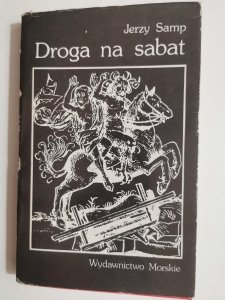 Jerzy Samp
Droga na sabat
Wydawnictwo Morskie